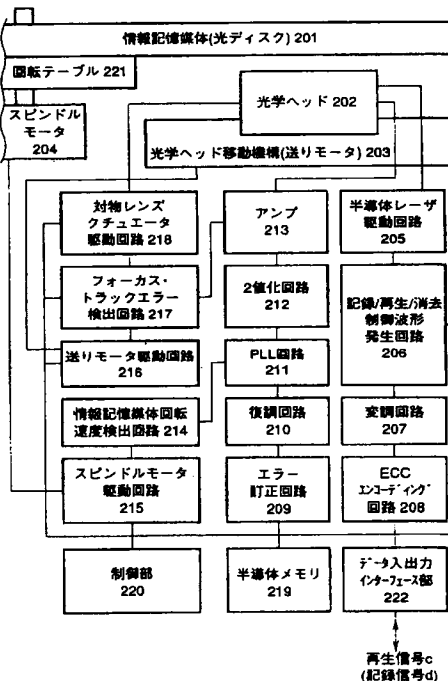 情報記憶媒体(光ディスク) 201
回転テーブル 221
光学ヘッド 202
スピンドル
モータ
204
光学ヘッド移動機構(送りモータ) 203
対物レンズ
クチュエータ
駆動回路 218
アンプ
213
半導体レーザ
駆動回路
205
フォーカス・
トラックエラー
検出回路 217
2値化回路
212
記録/再生/消去
制御波形
発生回路
206
送りモータ駆動回路
216
PLL回路
211
情報記憶媒体回転
速度検出回路 214
復調回路
210
変調回路
207
スピンドルモータ
駆動回路
215
エラー
訂正回路
209
ECC
エンコーディング
回路 208
制御部
220
半導体メモリ
219
データ入出力
インターフェース部
222
再生信号c
(記録信号d)